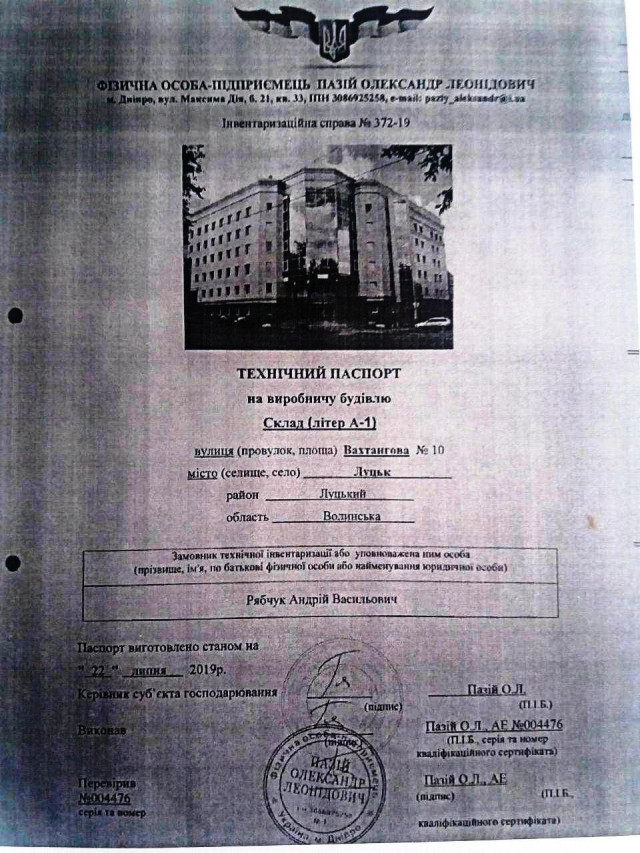 ФІЗИЧНА ОСОБА-ПІДПРИЄМЕЦЬ ПАЗІЙ ОЛЕКСАНДР ЛЕОНІДОВИЧ
м. Дніпро, вул. Максима Дія, б. 21, кв. 33, ІПН 3086925258, e-mail: paziy_aleksandr@i.ua
Інвентаризаційна справа № 372-19
ТЕХНІЧНИЙ ПАСПОРТ
на виробничу будівлю
Склад (літер А-1)
вулиця (провулок, площа) Вахтангова № 10
місто (селище, село) Луцьк
район Луцький
область Волинська
Замовник технічної інвентаризації або уповноважена ним особа
(прізвище, ім'я, по батькові фізичної особи або найменування юридичної особи)
Рябчук Андрій Васильович
Паспорт виготовлено станом на
" 22 " липня 2019р.
Керівник суб'єкта господарювання Пазій О.Л.
(підпис) (П.І.Б.)
Виконав Пазій О.Л., АЕ №004476
(підпис) (П.І.Б., серія та номер
кваліфікаційного сертифіката)
Перевірив Пазій О.Л., АЕ
№004476 (підпис) (П.І.Б.,
серія та номер
кваліфікаційного сертифіката)
Фізична особа-підприємець
ПАЗІЙ
ОЛЕКСАНДР
ЛЕОНІДОВИЧ
Україна, м. Дніпро